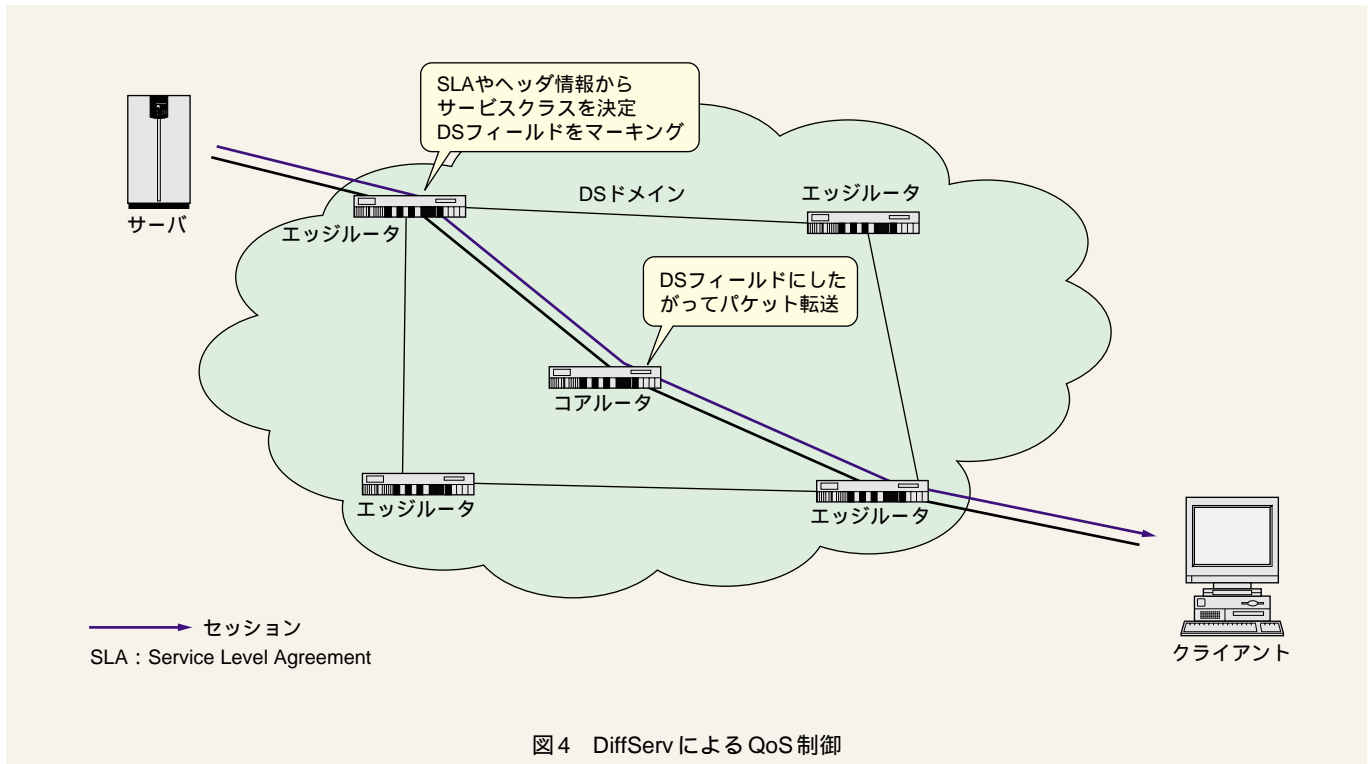 SLAやヘッダ情報から
サービスクラスを決定
DSフィールドをマーキング
サーバ
エッジルータ
DSドメイン
エッジルータ
DSフィールドにした
がってパケット転送
コアルータ
エッジルータ
エッジルータ
クライアント
セッション
SLA：Service Level Agreement
図4　DiffServによるQoS制御